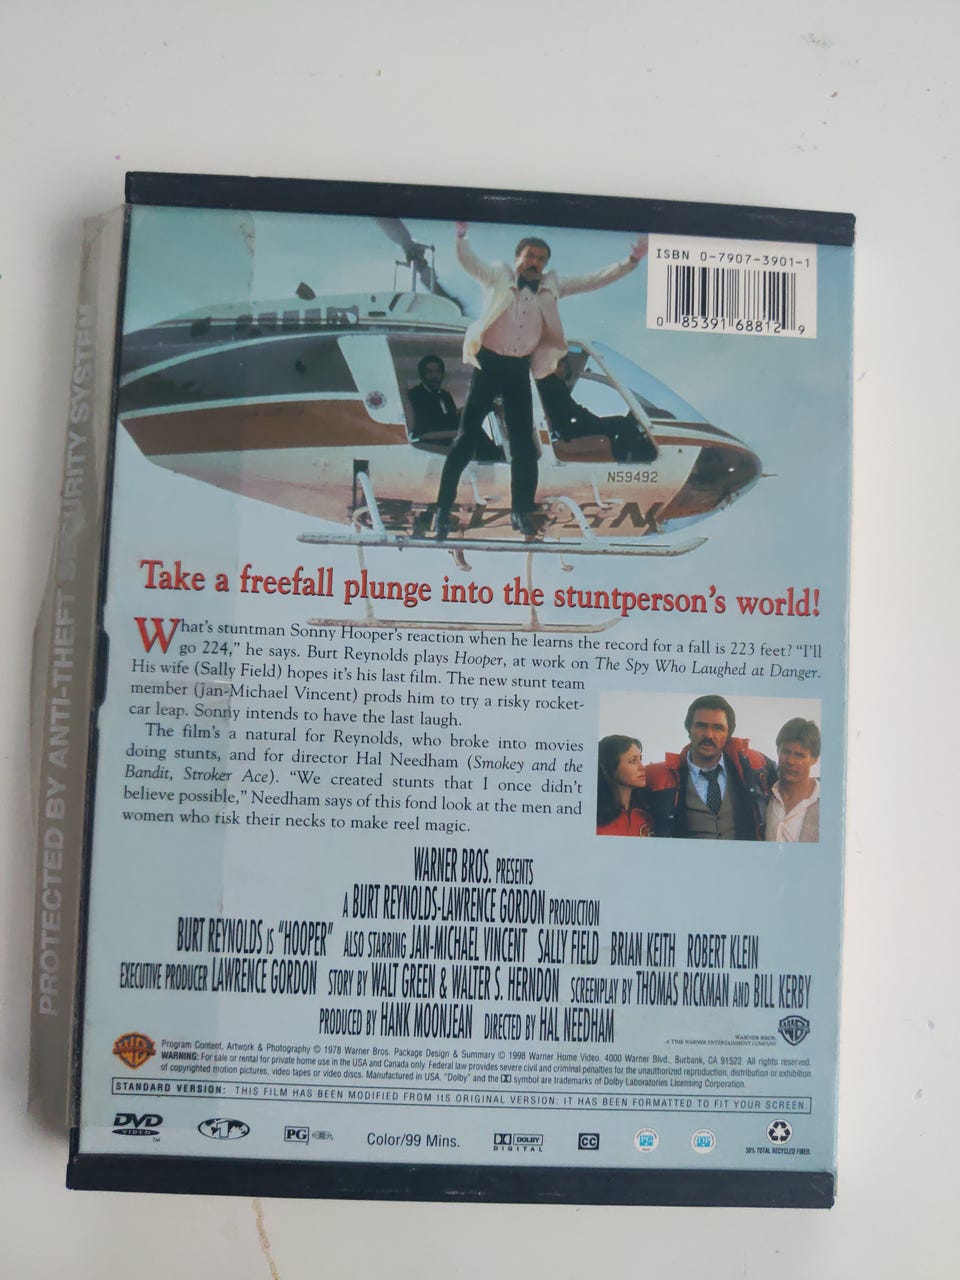 ISBN 0-7907-3901-1
0 85391 68812 9
N59492
Take a freefall plunge into the stuntperson's world!
What's stuntman Sonny Hooper's reaction when he learns the record for a fall is 223 feet? "I'll
go 224," he says. Burt Reynolds plays Hooper, at work on The Spy Who Laughed at Danger.
His wife (Sally Field) hopes it's his last film. The new stunt team
member (Jan-Michael Vincent) prods him to try a risky rocket-
car leap. Sonny intends to have the last laugh.
The film's a natural for Reynolds, who broke into movies
doing stunts, and for director Hal Needham (Smokey and the
Bandit, Stroker Ace). "We created stunts that I once didn't
believe possible," Needham says of this fond look at the men and
women who risk their necks to make reel magic.
WARNER BROS. PRESENTS
A BURT REYNOLDS-LAWRENCE GORDON PRODUCTION
BURT REYNOLDS IS "HOOPER" ALSO STARRING JAN-MICHAEL VINCENT SALLY FIELD BRIAN KEITH ROBERT KLEIN
EXECUTIVE PRODUCER LAWRENCE GORDON STORY BY WALT GREEN & WALTER S. HERNDON SCREENPLAY BY THOMAS RICKMAN AND BILL KERBY
PRODUCED BY HANK MOONJEAN DIRECTED BY HAL NEEDHAM
WARNER BROS.
A TIME WARNER ENTERTAINMENT COMPANY
Program Content, Artwork & Photography © 1978 Warner Bros. Package Design & Summary © 1998 Warner Home Video. 4000 Warner Blvd., Burbank, CA 91522. All rights reserved.
WARNING: For sale or rental for private home use in the USA and Canada only. Federal law provides severe civil and criminal penalties for the unauthorized reproduction, distribution or exhibition
of copyrighted motion pictures, video tapes or video discs. Manufactured in USA. "Dolby" and the DD symbol are trademarks of Dolby Laboratories Licensing Corporation.
STANDARD VERSION: THIS FILM HAS BEEN MODIFIED FROM ITS ORIGINAL VERSION: IT HAS BEEN FORMATTED TO FIT YOUR SCREEN.
DVD VIDEO TM 1 PG Color/99 Mins. DOLBY DIGITAL CC
50% TOTAL RECYCLED FIBER.
PROTECTED BY ANTI-THEFT SECURITY SYSTEM